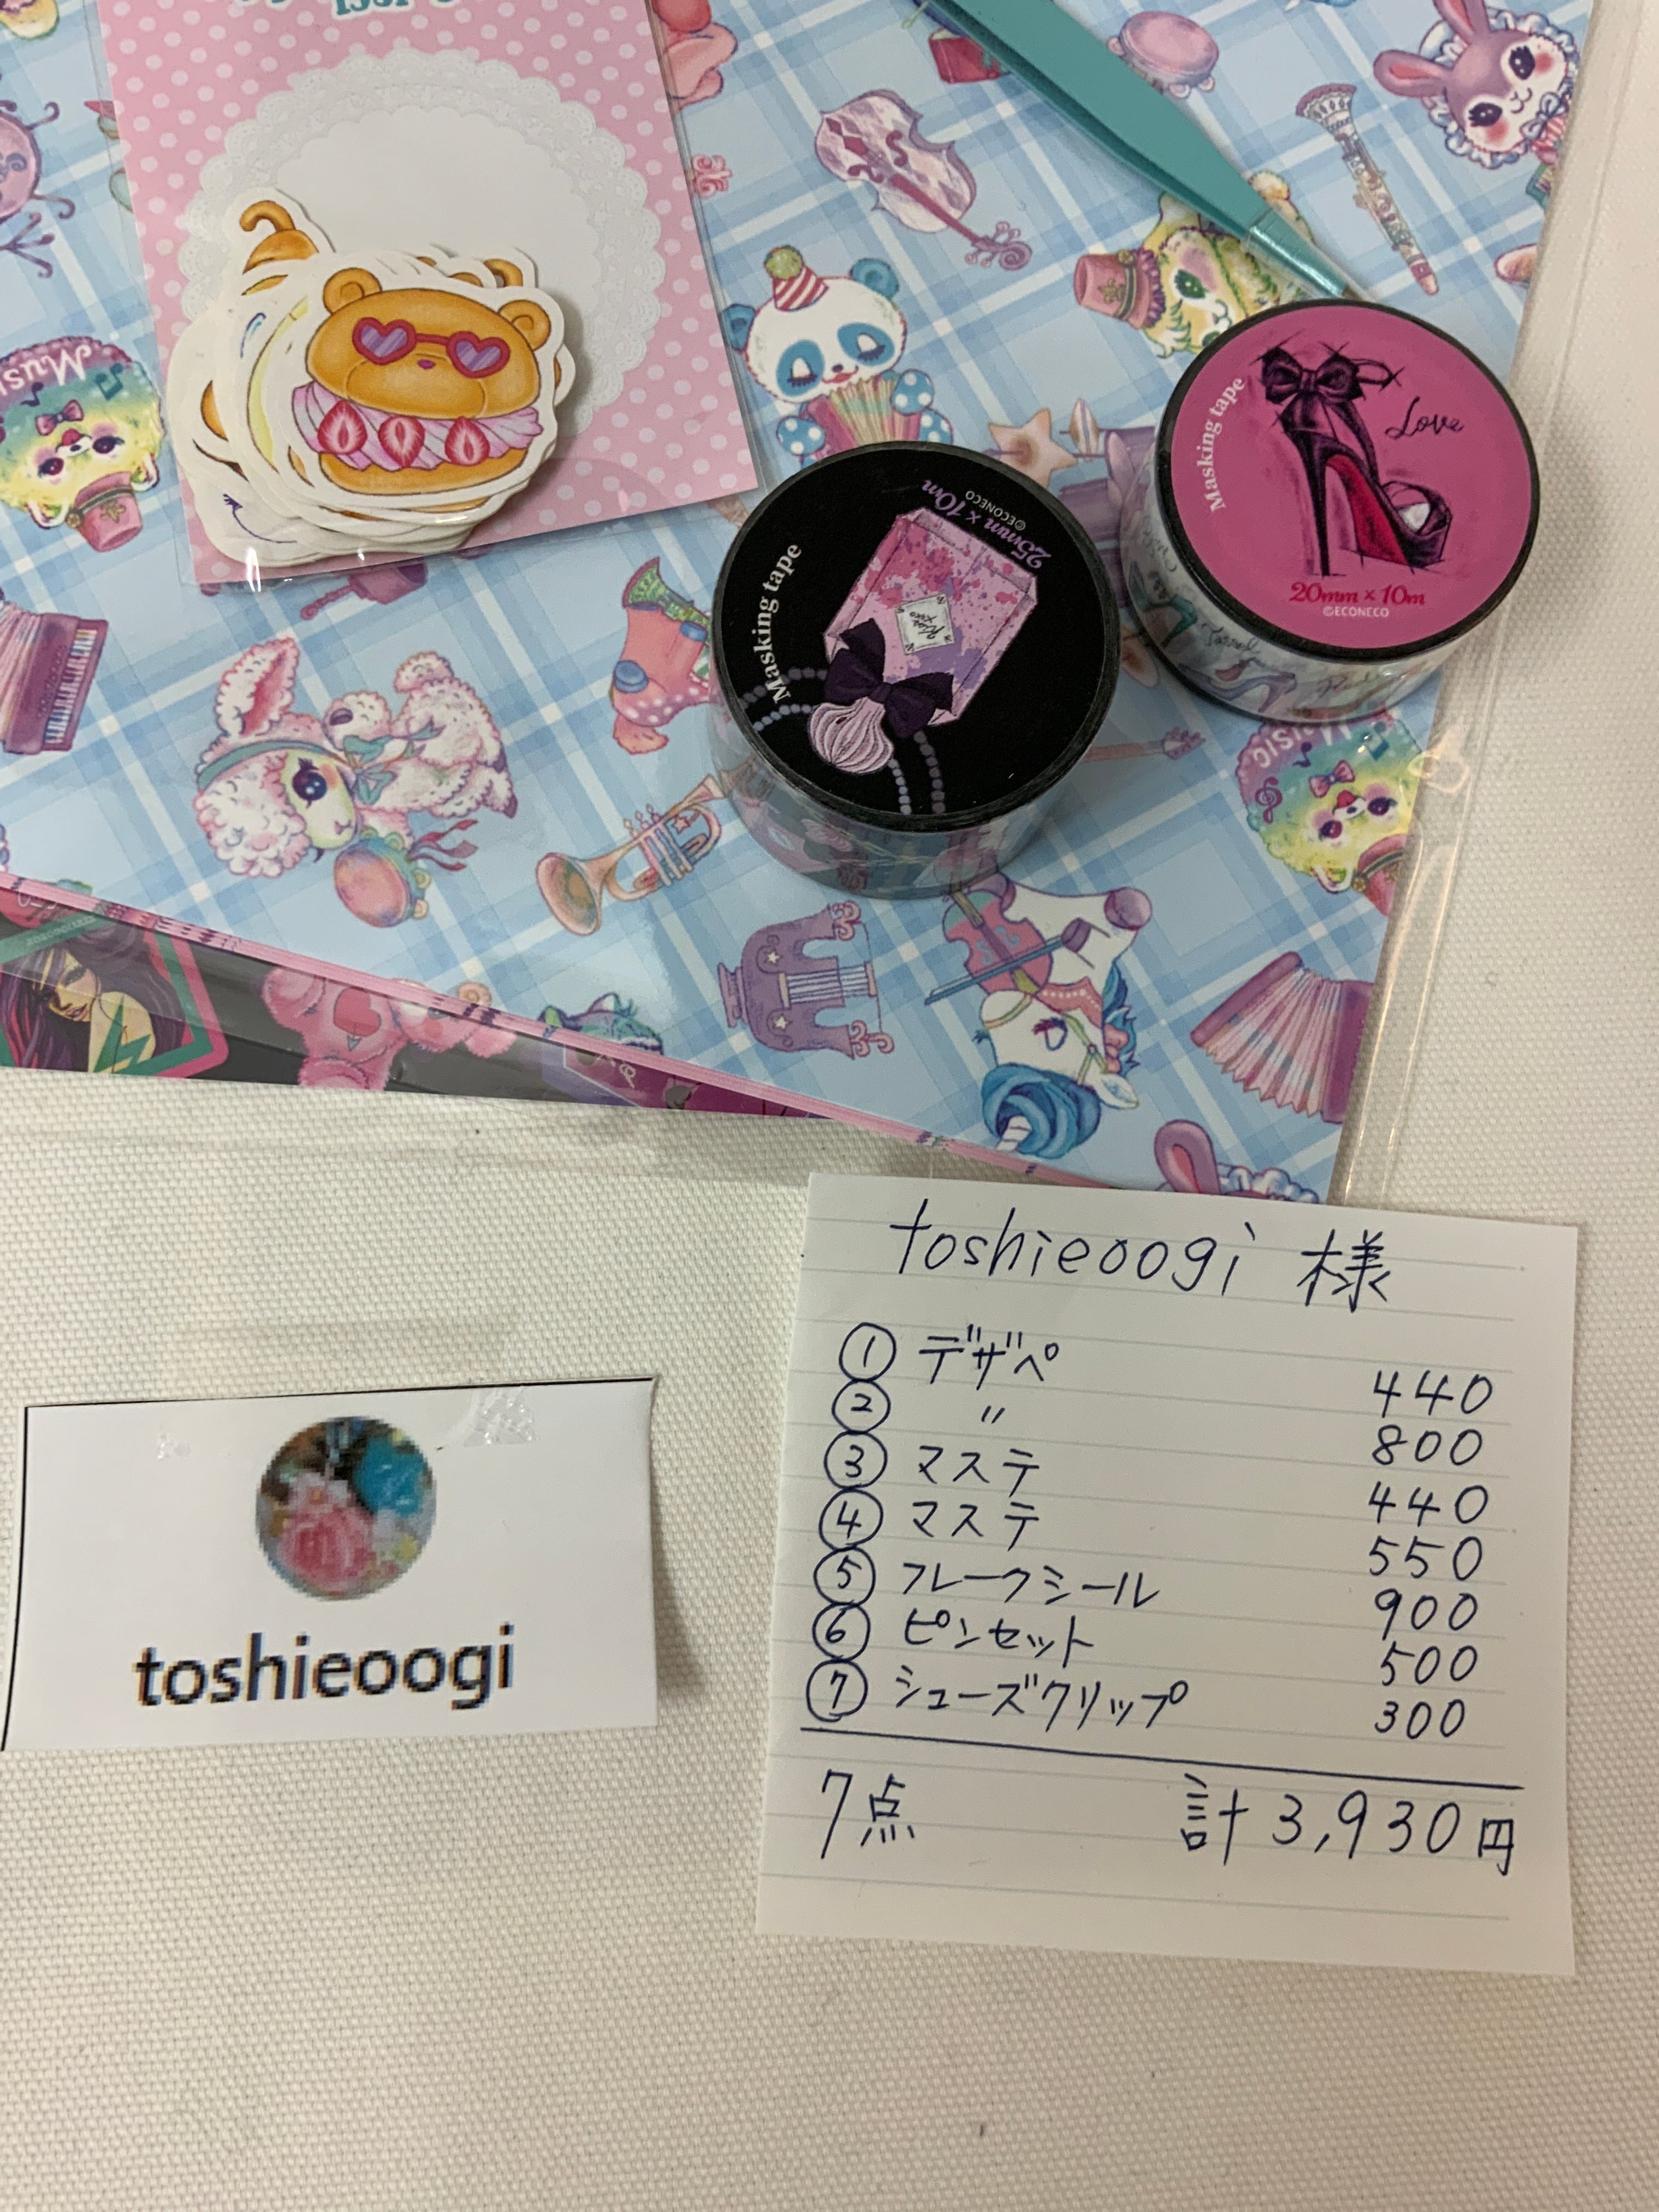 Music
Masking tape
25mm × 10m
©ECONECO
Masking tape
Love
20mm × 10m
©ECONECO
Tassel
Music
toshieoogi 様
① デザペ 440
② 〃 800
③ マステ 440
④ マステ 550
⑤ フレークシール 900
⑥ ピンセット 500
⑦ シューズクリップ 300
7点 計 3,930円
toshieoogi